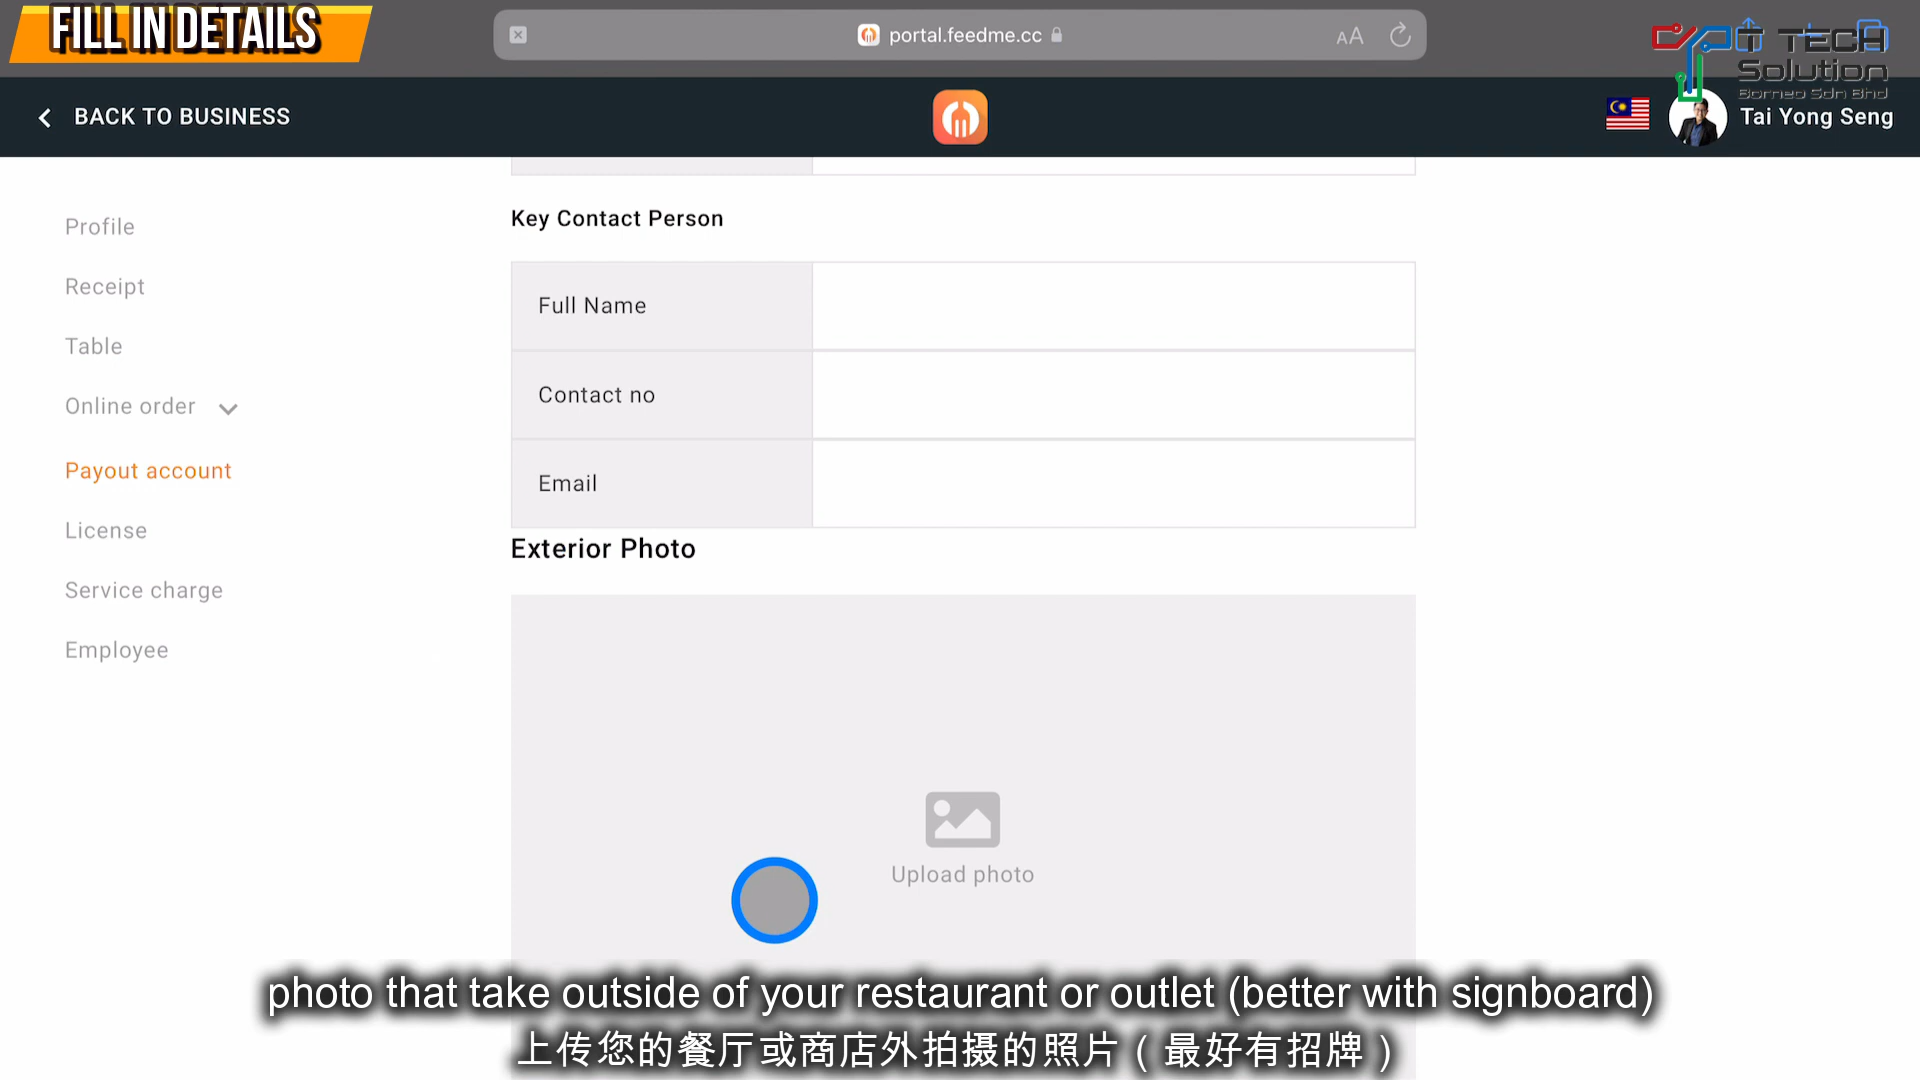 FILL IN DETAILS
portal.feedme.cc
AA
T TECH
Solution
Borneo Sdn Bhd
BACK TO BUSINESS
Tai Yong Seng
Profile
Receipt
Table
Online order
Payout account
License
Service charge
Employee
Key Contact Person
Full Name
Contact no
Email
Exterior Photo
Upload photo
photo that take outside of your restaurant or outlet (better with signboard)
上传您的餐厅或商店外拍摄的照片（最好有招牌）